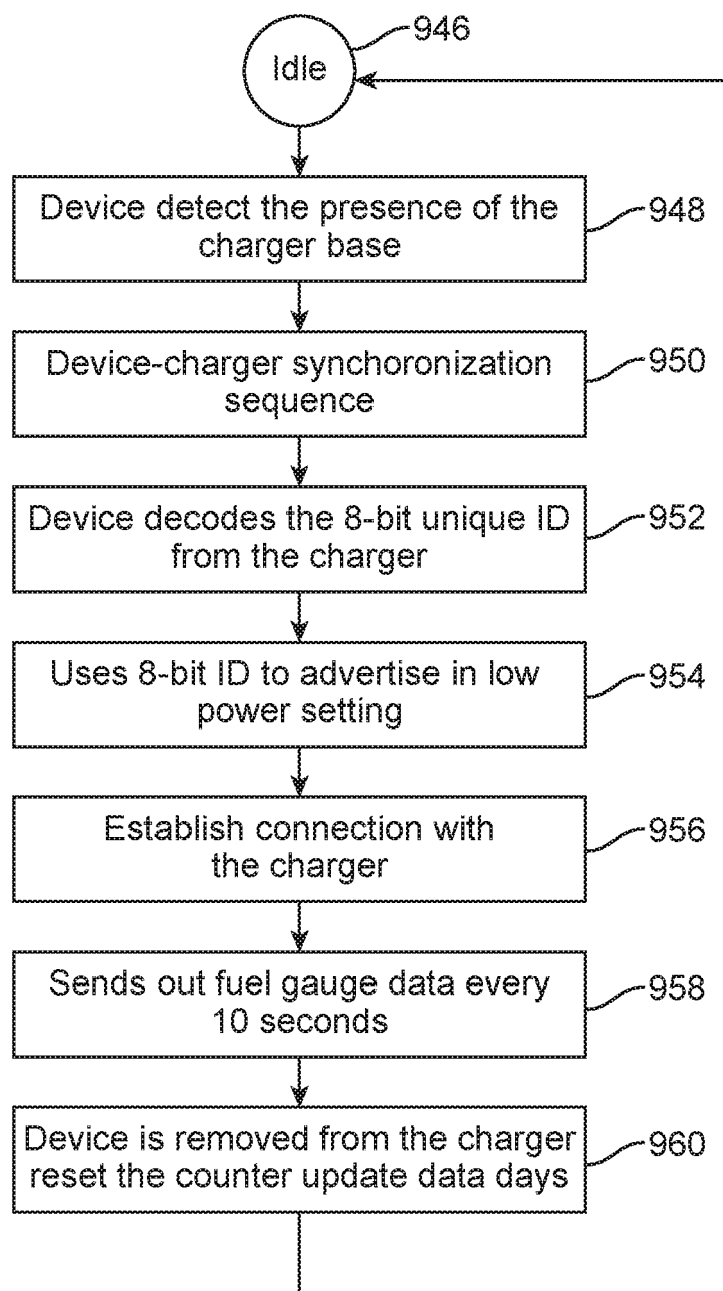 946
Idle
Device detect the presence of the
charger base
948
Device-charger synchoronization
sequence
950
Device decodes the 8-bit unique ID
from the charger
952
Uses 8-bit ID to advertise in low
power setting
954
Establish connection with
the charger
956
Sends out fuel gauge data every
10 seconds
958
Device is removed from the charger
reset the counter update data days
960